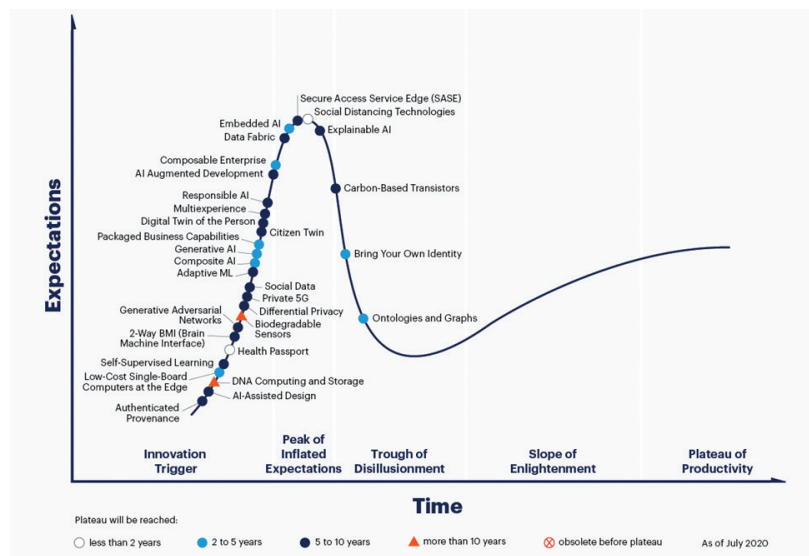 Expectations
Secure Access Service Edge (SASE)
Social Distancing Technologies
Embedded AI
Data Fabric
Explainable AI
Composable Enterprise
AI Augmented Development
Carbon-Based Transistors
Responsible AI
Multiexperience
Digital Twin of the Person
Citizen Twin
Packaged Business Capabilities
Generative AI
Bring Your Own Identity
Composite AI
Adaptive ML
Social Data
Private 5G
Differential Privacy
Generative Adversarial
Networks
Biodegradable
Sensors
Ontologies and Graphs
2-Way BMI (Brain
Machine Interface)
Health Passport
Self-Supervised Learning
Low-Cost Single-Board
Computers at the Edge
DNA Computing and Storage
AI-Assisted Design
Authenticated
Provenance
Innovation
Trigger
Peak of
Inflated
Expectations
Trough of
Disillusionment
Slope of
Enlightenment
Plateau of
Productivity
Time
Plateau will be reached:
less than 2 years
2 to 5 years
5 to 10 years
more than 10 years
obsolete before plateau
As of July 2020